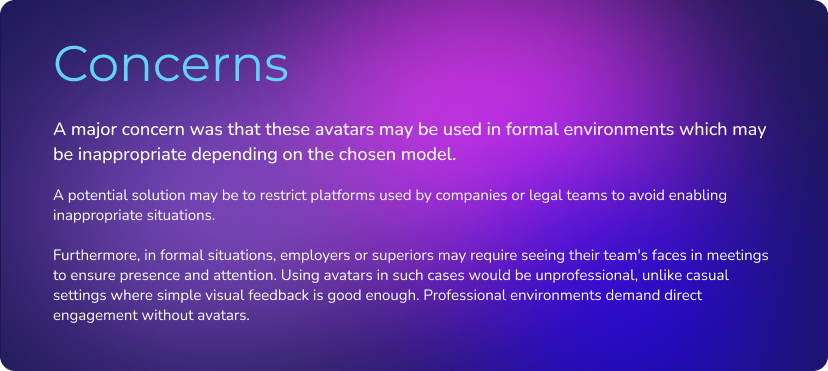 Concerns
A major concern was that these avatars may be used in formal environments which may
be inappropriate depending on the chosen model.
A potential solution may be to restrict platforms used by companies or legal teams to avoid enabling
inappropriate situations.
Furthermore, in formal situations, employers or superiors may require seeing their team's faces in meetings
to ensure presence and attention. Using avatars in such cases would be unprofessional, unlike casual
settings where simple visual feedback is good enough. Professional environments demand direct
engagement without avatars.